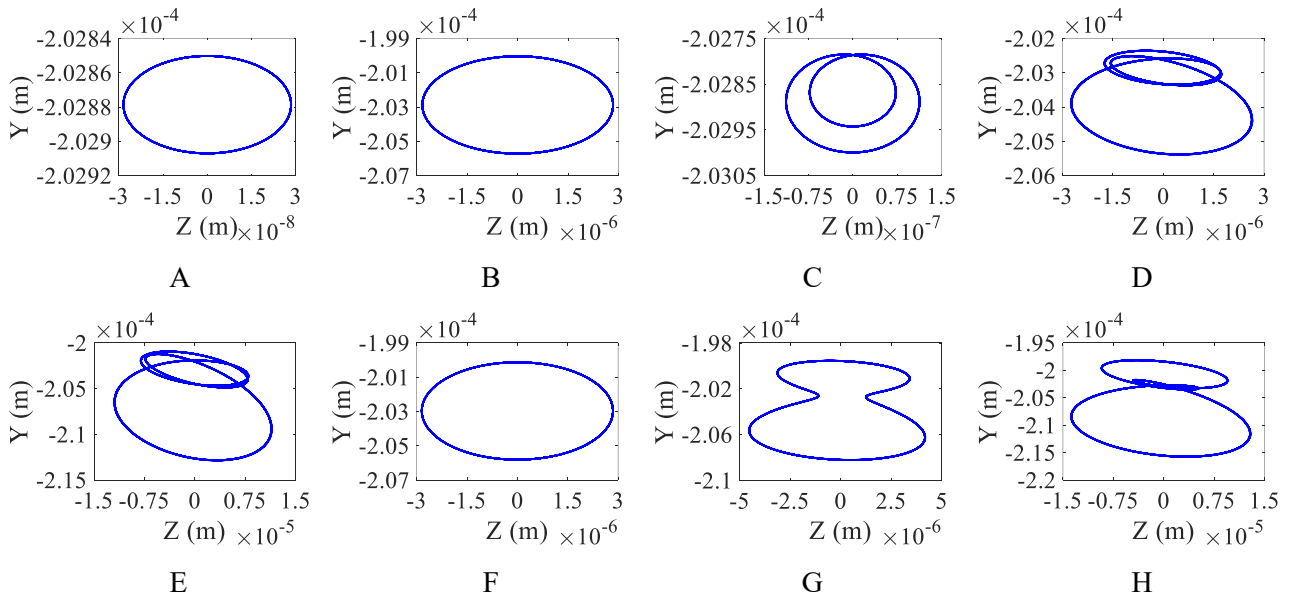 ×10⁻⁴ ×10⁻⁴ ×10⁻⁴ ×10⁻⁴
-2.0284 -1.99 -2.0275 -2.02
-2.0286 -2.01 -2.0285 -2.03
-2.0288 -2.03 -2.04
-2.029 -2.05 -2.0295 -2.05
-2.0292 -2.07 -2.0305 -2.06
Y (m) Y (m) Y (m) Y (m)
-3 -1.5 0 1.5 3 -3 -1.5 0 1.5 3 -1.5 -0.75 0 0.75 1.5 -3 -1.5 0 1.5 3
Z (m) ×10⁻⁸ Z (m) ×10⁻⁶ Z (m) ×10⁻⁷ Z (m) ×10⁻⁶
A B C D
×10⁻⁴ ×10⁻⁴ ×10⁻⁴ ×10⁻⁴
-2 -1.99 -1.98 -1.95
-2.05 -2.01 -2.02 -2
-2.03 -2.05
-2.1 -2.05 -2.06 -2.1
-2.15
-2.15 -2.07 -2.1 -2.2
Y (m) Y (m) Y (m) Y (m)
-1.5 -0.75 0 0.75 1.5 -3 -1.5 0 1.5 3 -5 -2.5 0 2.5 5 -1.5 -0.75 0 0.75 1.5
Z (m) ×10⁻⁵ Z (m) ×10⁻⁶ Z (m) ×10⁻⁶ Z (m) ×10⁻⁵
E F G H